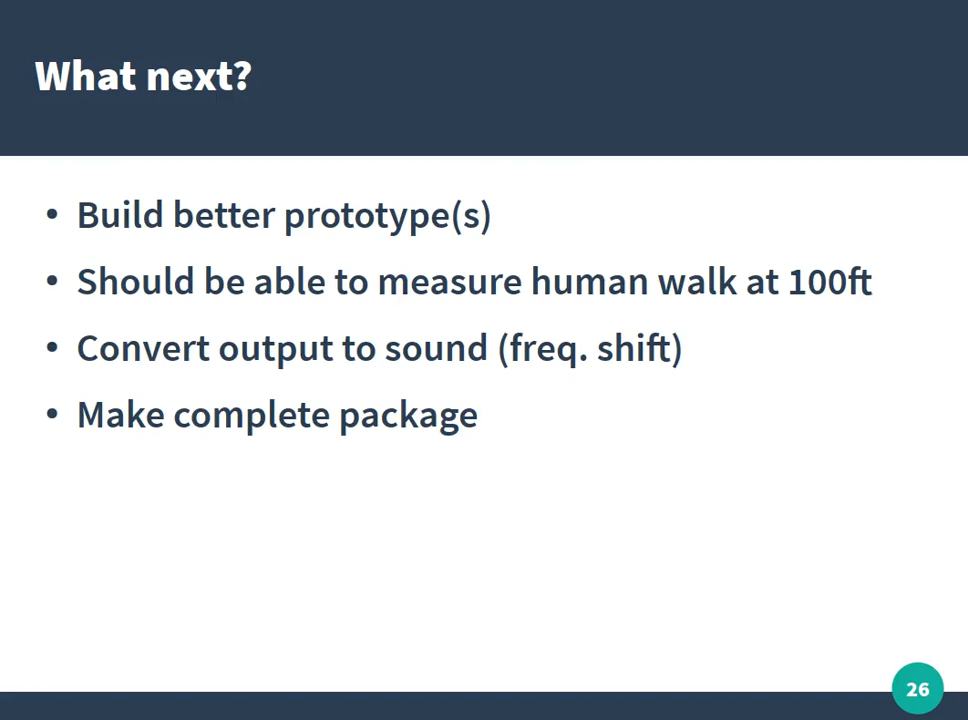 What next?
• Build better prototype(s)
• Should be able to measure human walk at 100ft
• Convert output to sound (freq. shift)
• Make complete package
26